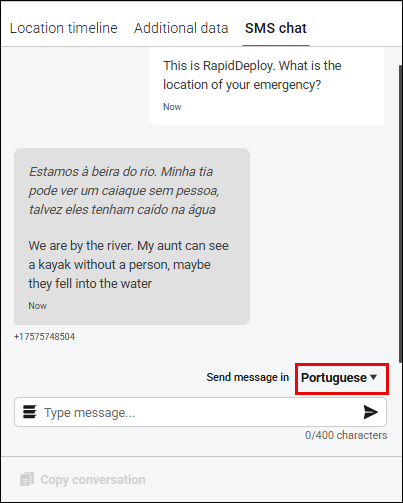 Location timeline Additional data SMS chat
This is RapidDeploy. What is the
location of your emergency?
Now
Estamos à beira do rio. Minha tia
pode ver um caiaque sem pessoa,
talvez eles tenham caído na água
We are by the river. My aunt can see
a kayak without a person, maybe
they fell into the water
Now
+17575748504
Send message in Portuguese
Type message...
0/400 characters
Copy conversation